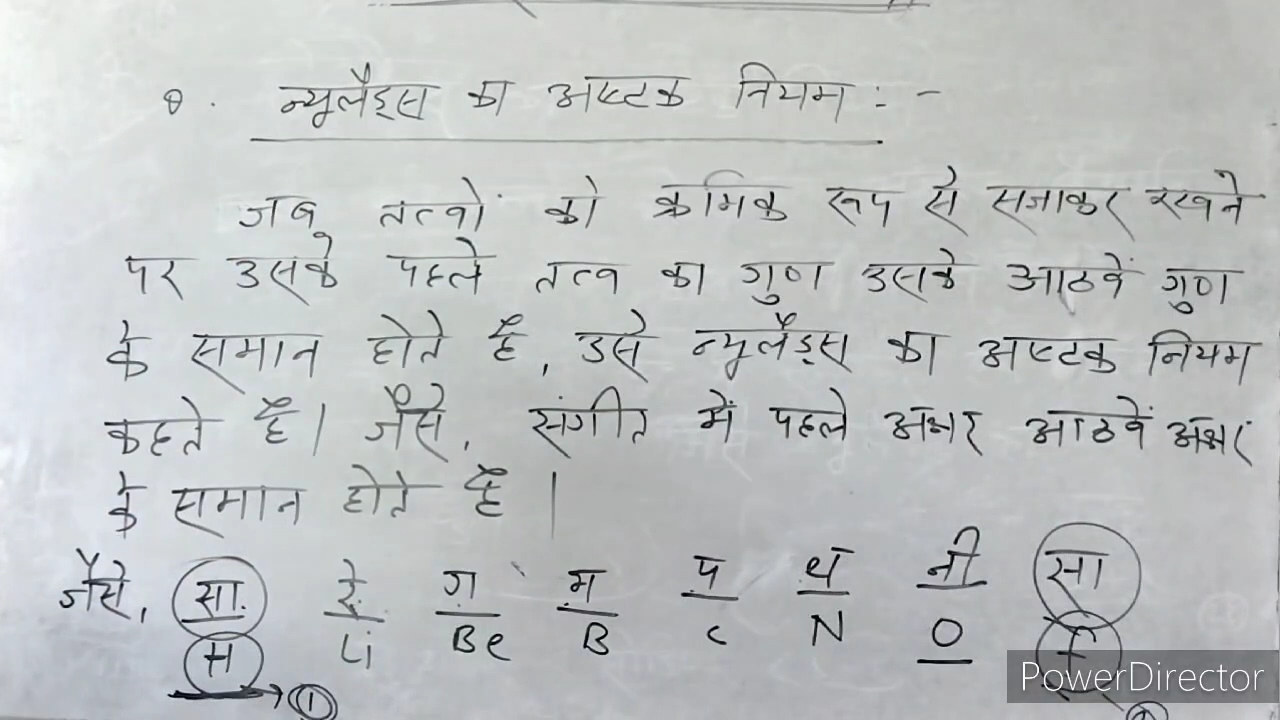 0. न्यूलैड्स का अष्टक नियम : -
जब तत्वों को क्रमिक रूप से सजाकर रखने
पर उसके पहले तत्व का गुण उसके आठवें गुण
के समान होते है, उसे न्यूलैड्स का अष्टक नियम
कहते है। जैसे, संगीत में पहले अक्षर आठवें अक्षर
के समान होते है।
जैसे, सा रे ग म प ध नी सा
H Li Be B C N O F
→ 1
PowerDirector